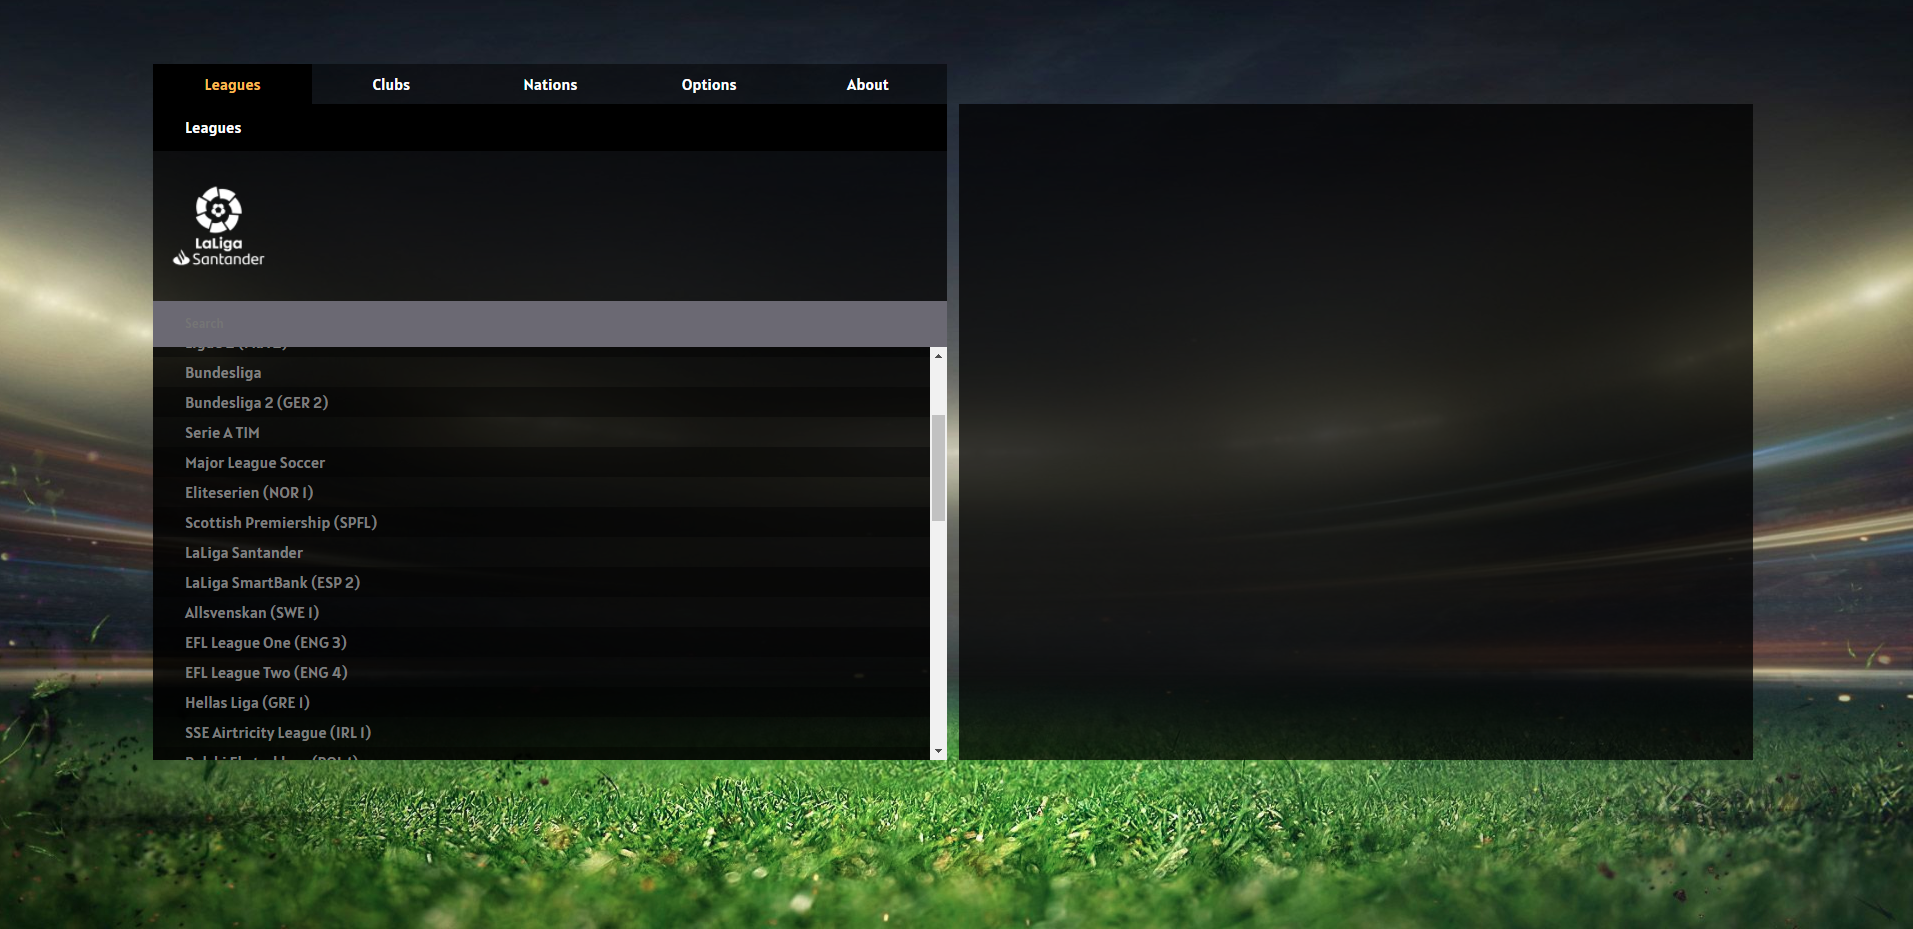 Leagues Clubs Nations Options About
Leagues
LaLiga
Santander
Search
Bundesliga
Bundesliga 2 (GER 2)
Serie A TIM
Major League Soccer
Eliteserien (NOR 1)
Scottish Premiership (SPFL)
LaLiga Santander
LaLiga SmartBank (ESP 2)
Allsvenskan (SWE 1)
EFL League One (ENG 3)
EFL League Two (ENG 4)
Hellas Liga (GRE 1)
SSE Airtricity League (IRL 1)